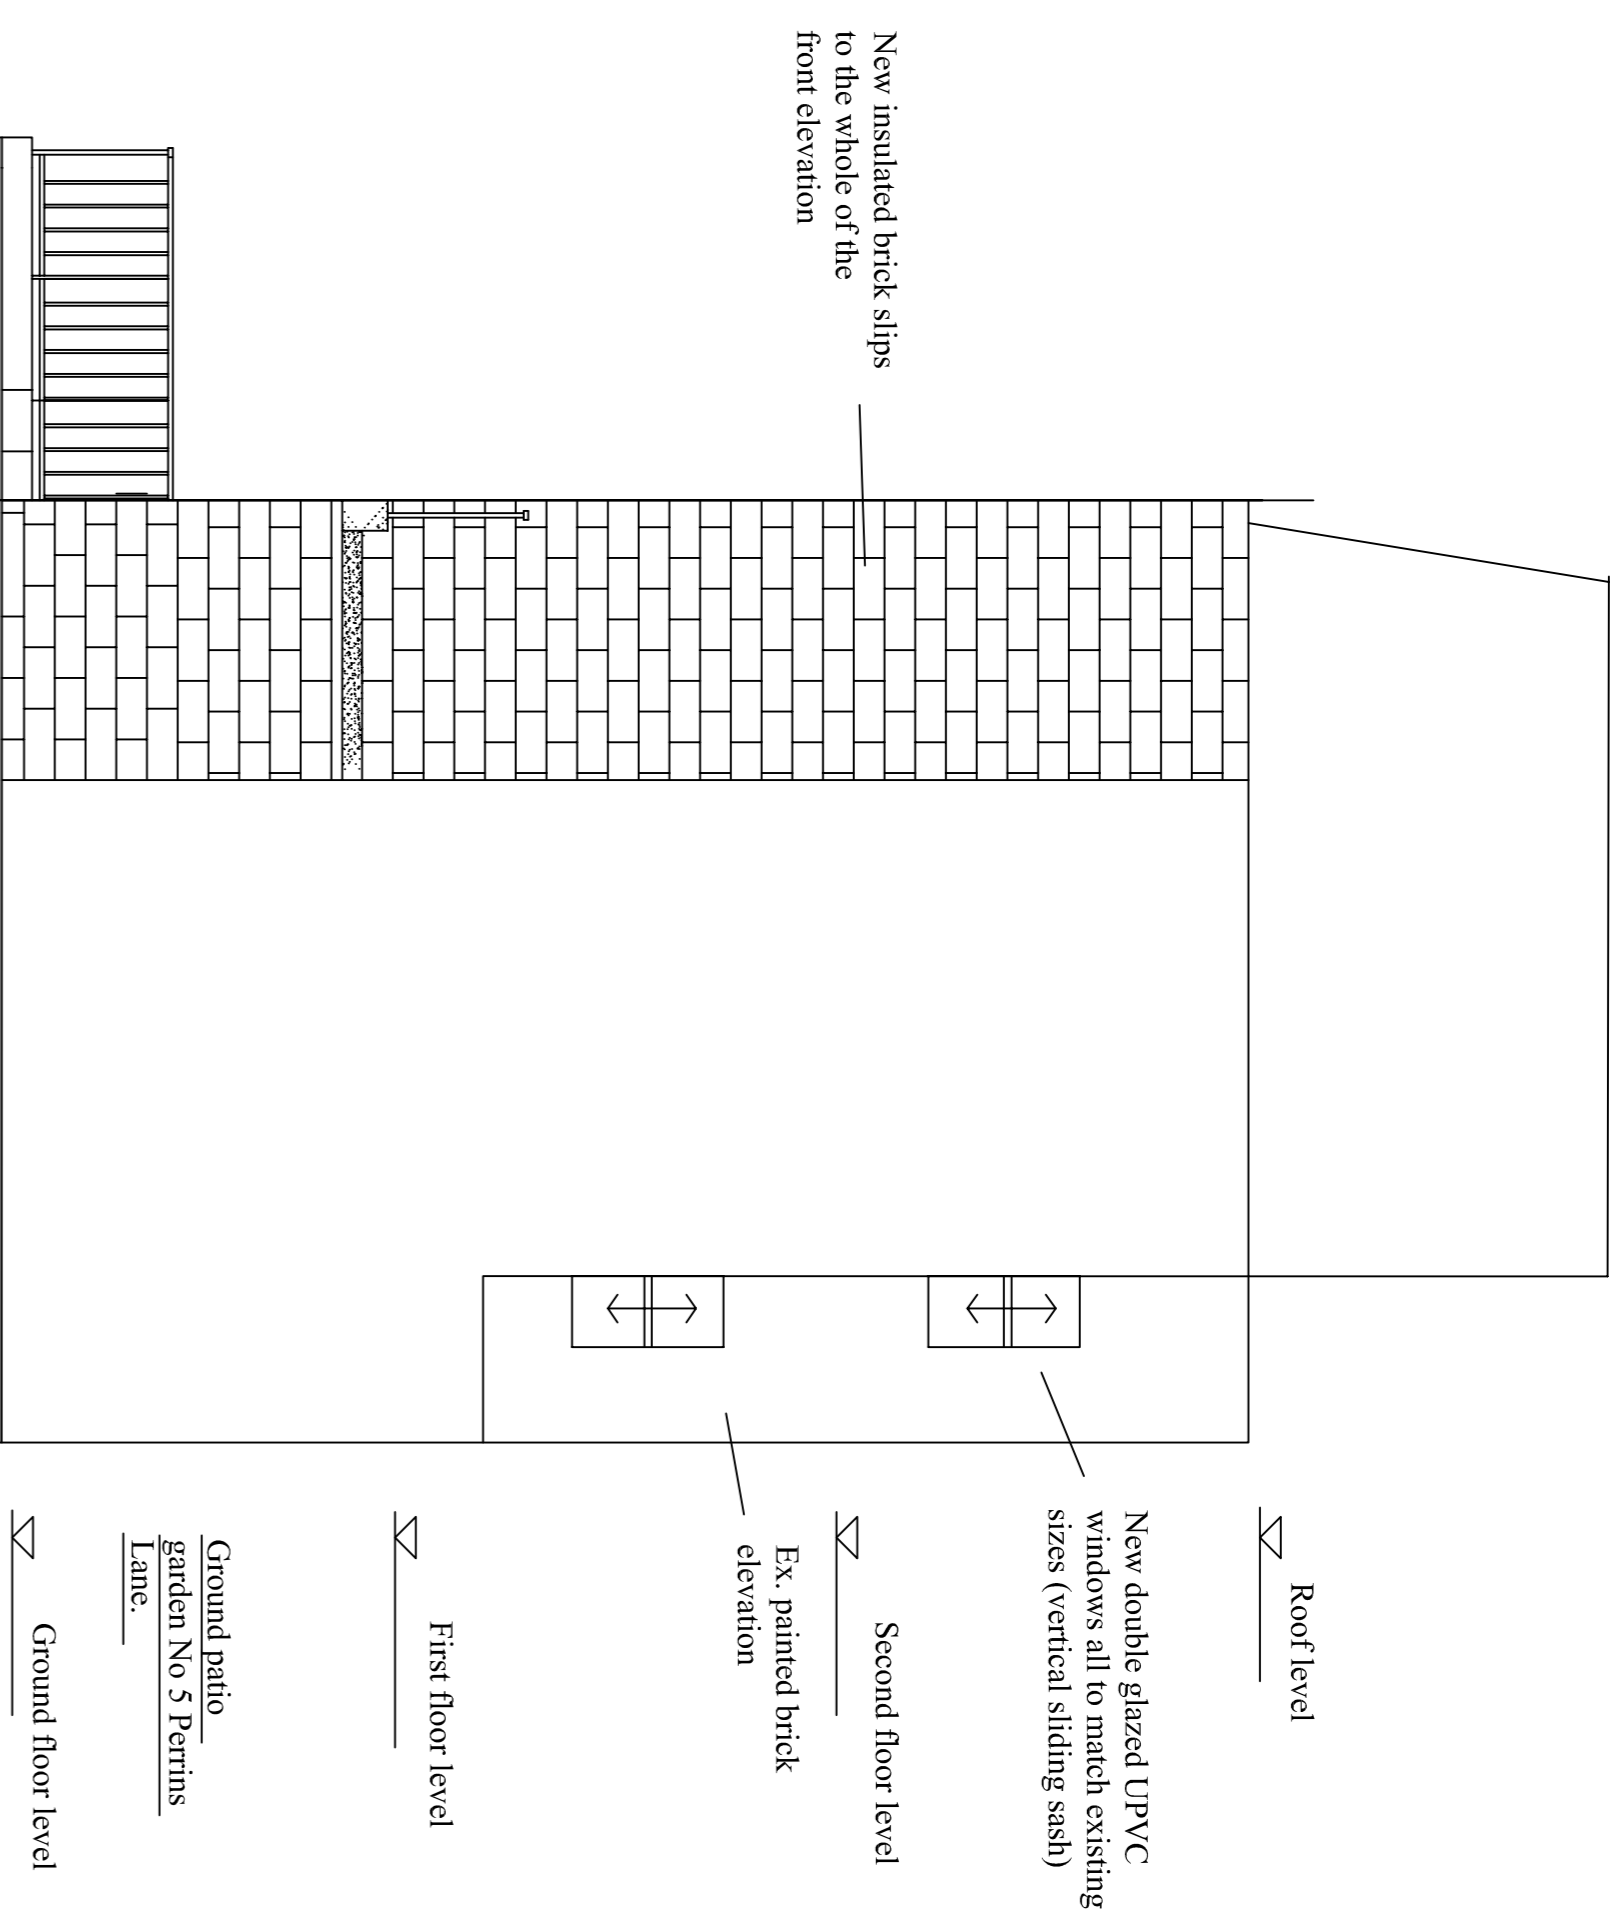 New insulated brick slips
to the whole of the
front elevation
Roof level
New double glazed UPVC
windows all to match existing
sizes (vertical sliding sash)
Second floor level
Ex. painted brick
elevation
First floor level
Ground patio
garden No 5 Perrins
Lane.
Ground floor level